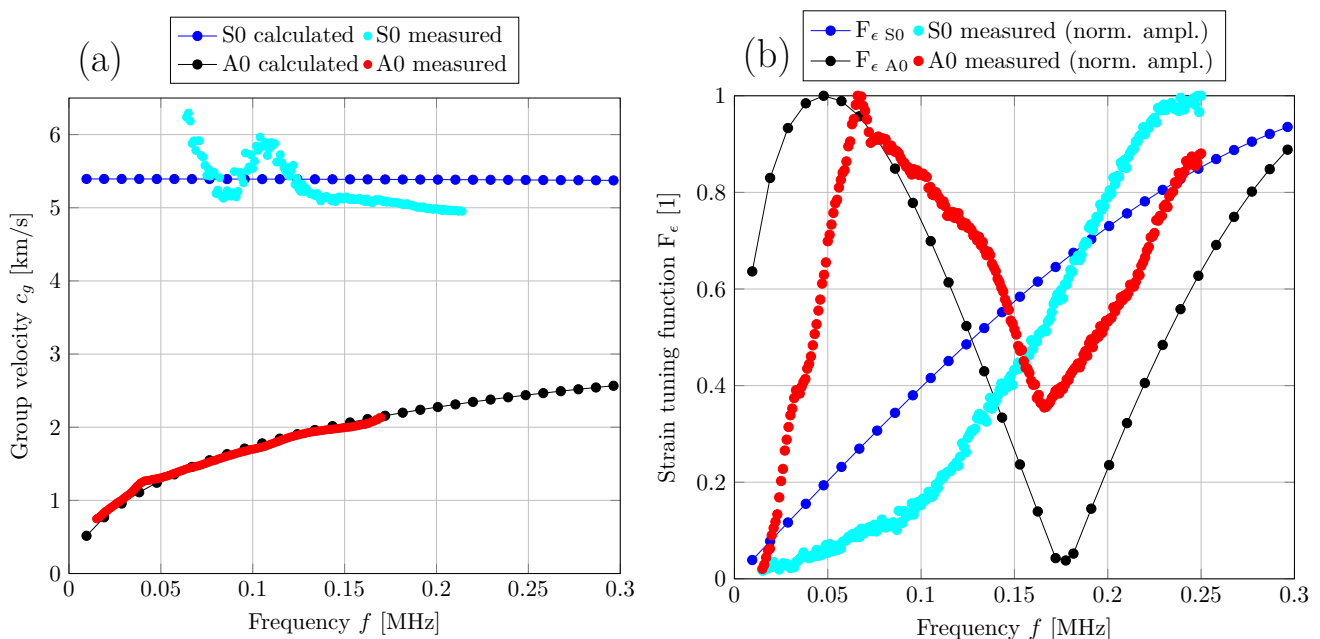 (a)
S0 calculated S0 measured
A0 calculated A0 measured
6
5
4
3
2
1
0
0 0.05 0.1 0.15 0.2 0.25 0.3
Group velocity c_g [km/s]
Frequency f [MHz]
(b)
F_ϵ S0 S0 measured (norm. ampl.)
F_ϵ A0 A0 measured (norm. ampl.)
1
0.8
0.6
0.4
0.2
1
0 0.05 0.1 0.15 0.2 0.25 0.3
Strain tuning function F_ϵ [1]
Frequency f [MHz]